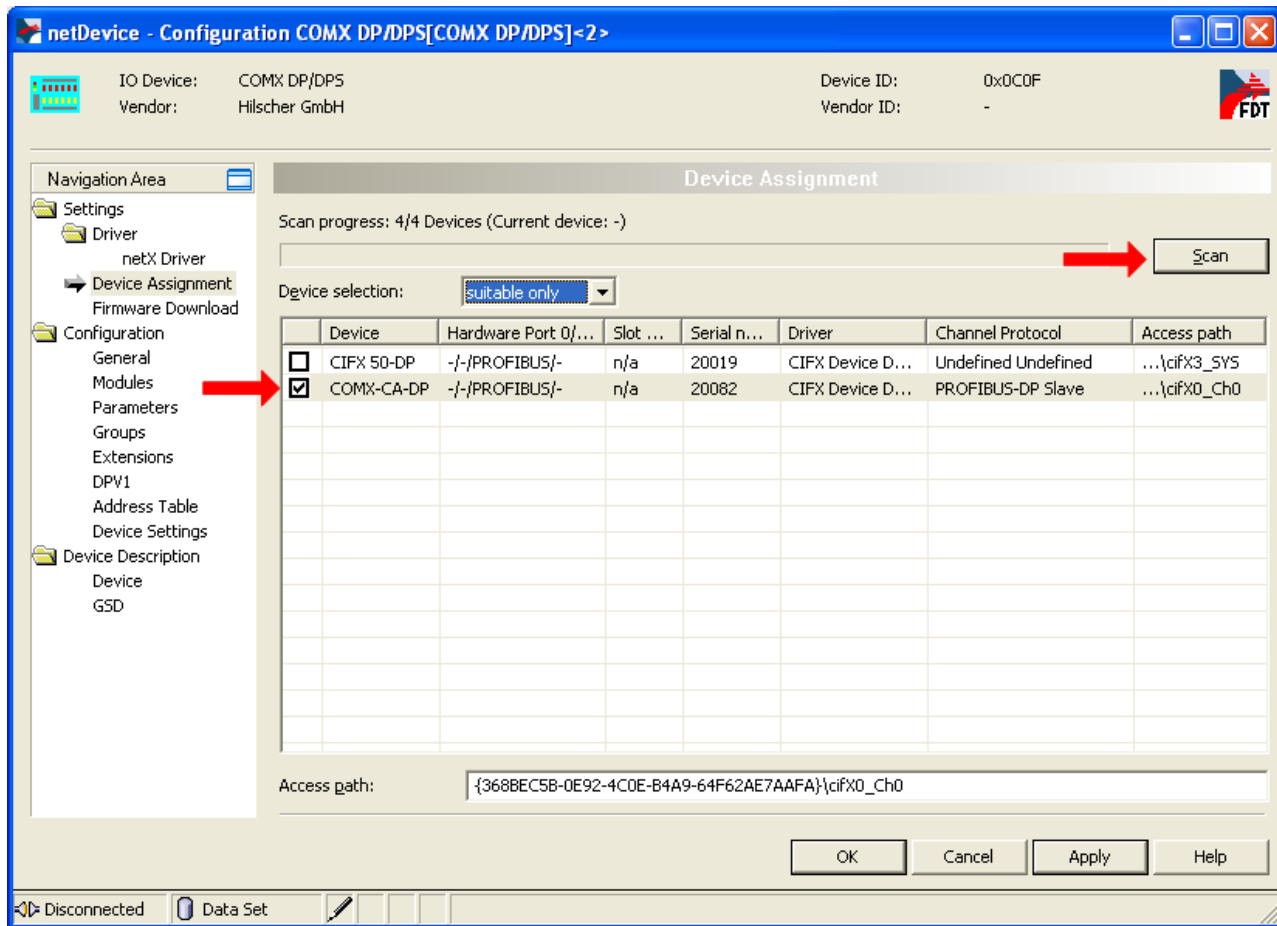 netDevice - Configuration COMX DP/DPS[COMX DP/DPS]<2>
IO Device: COMX DP/DPS Device ID: 0x0C0F
Vendor: Hilscher GmbH Vendor ID: -
FDT
Navigation Area
Device Assignment
Settings
Driver
netX Driver
Device Assignment
Firmware Download
Configuration
General
Modules
Parameters
Groups
Extensions
DPV1
Address Table
Device Settings
Device Description
Device
GSD
Scan progress: 4/4 Devices (Current device: -)
Scan
Device selection: suitable only
Device Hardware Port 0/... Slot ... Serial n... Driver Channel Protocol Access path
CIFX 50-DP -/-/PROFIBUS/- n/a 20019 CIFX Device D... Undefined Undefined ...\cifX3_SYS
COMX-CA-DP -/-/PROFIBUS/- n/a 20082 CIFX Device D... PROFIBUS-DP Slave ...\cifX0_Ch0
Access path: {368BEC5B-0E92-4C0E-B4A9-64F62AE7AAFA}\cifX0_Ch0
OK Cancel Apply Help
Disconnected Data Set